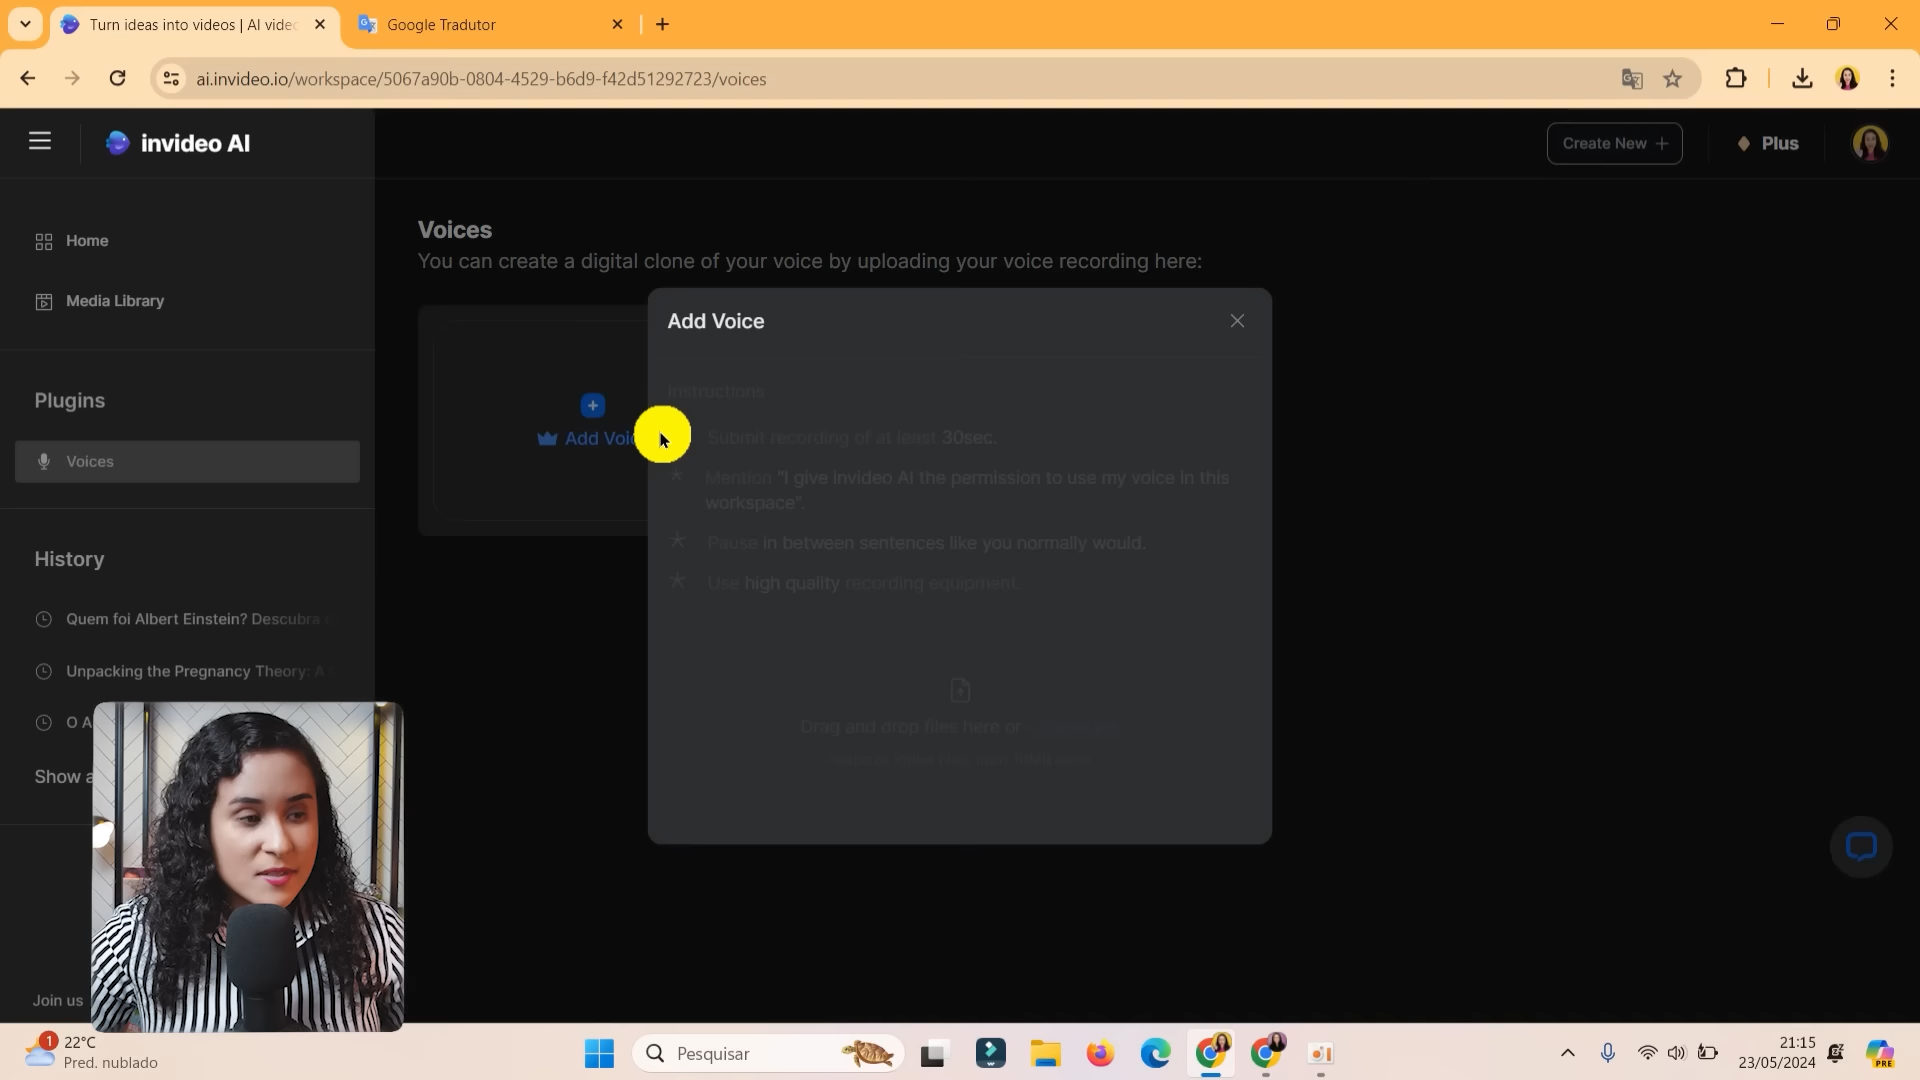 Turn ideas into videos | AI video
Google Tradutor
ai.invideo.io/workspace/5067a90b-0804-4529-b6d9-f42d51292723/voices
invideo AI
Create New
Plus
Home
Media Library
Plugins
Voices
History
Quem foi Albert Einstein? Descubra
Unpacking the Pregnancy Theory: A
O A
Show a
Join us
Voices
You can create a digital clone of your voice by uploading your voice recording here:
Add Voi
Add Voice
Instructions
Submit recording of at least 30sec.
Mention "I give invideo AI the permission to use my voice in this
workspace".
Pause in between sentences like you normally would.
Use high quality recording equipment.
Drag and drop files here or
1
22°C
Pred. nublado
Pesquisar
21:15
23/05/2024
PRE